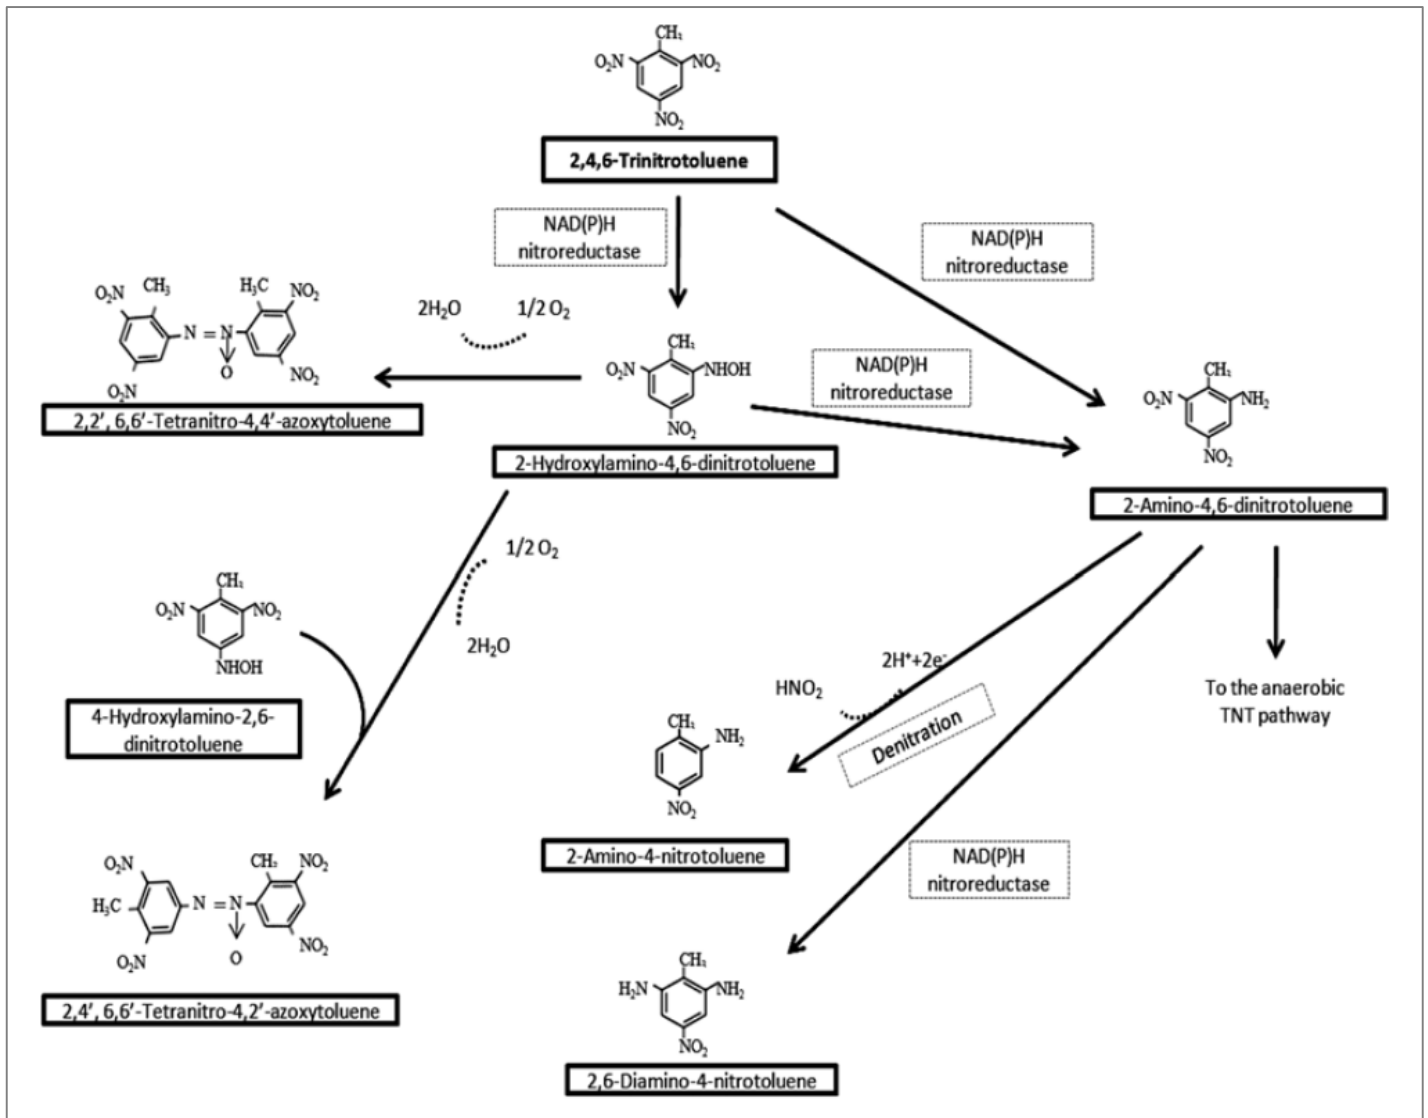 CH₃
O₂N
NO₂
NO₂
2,4,6-Trinitrotoluene
NAD(P)H
nitroreductase
NAD(P)H
nitroreductase
O₂N
CH₃
H₃C
NO₂
N = N
O
NO₂
O₂N
2,2′, 6,6′-Tetranitro-4,4′-azoxytoluene
2H₂O
1/2 O₂
CH₃
O₂N
NHOH
NO₂
2-Hydroxylamino-4,6-dinitrotoluene
NAD(P)H
nitroreductase
CH₃
O₂N
NH₂
NO₂
2-Amino-4,6-dinitrotoluene
1/2 O₂
2H₂O
CH₃
O₂N
NO₂
NHOH
4-Hydroxylamino-2,6-
dinitrotoluene
2H⁺+2e⁻
HNO₂
Denitration
To the anaerobic
TNT pathway
CH₃
NH₂
NO₂
2-Amino-4-nitrotoluene
NAD(P)H
nitroreductase
O₂N
CH₃
NO₂
H₃C
N = N
O₂N
O
NO₂
2,4′, 6,6′-Tetranitro-4,2′-azoxytoluene
CH₃
H₂N
NH₂
NO₂
2,6-Diamino-4-nitrotoluene